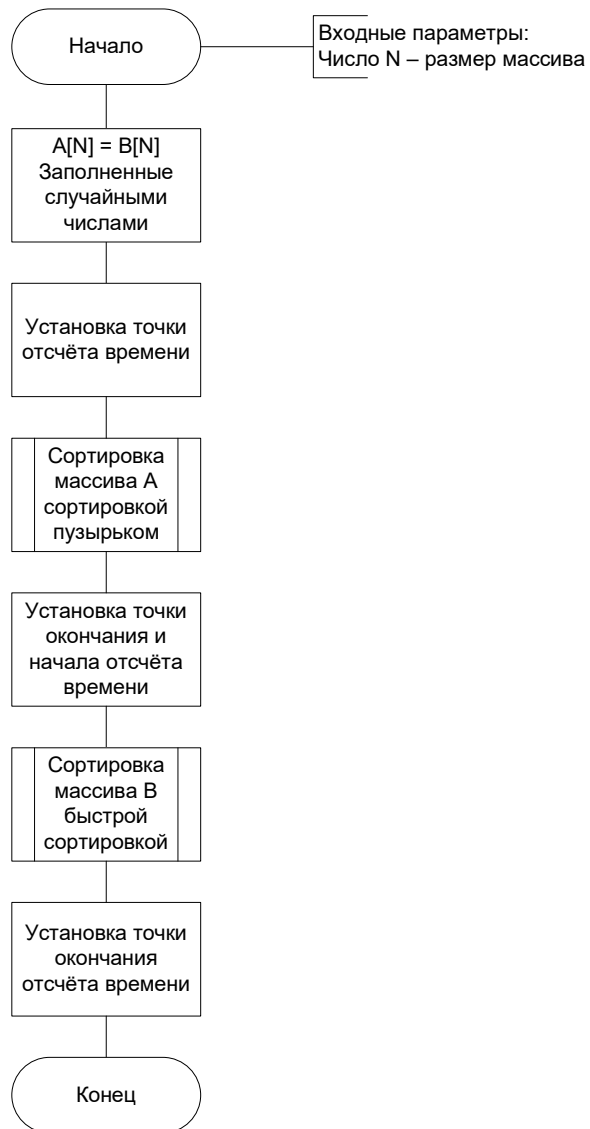 Начало
Входные параметры:
Число N – размер массива
A[N] = B[N]
Заполненные
случайными
числами
Установка точки
отсчёта времени
Сортировка
массива A
сортировкой
пузырьком
Установка точки
окончания и
начала отсчёта
времени
Сортировка
массива B
быстрой
сортировкой
Установка точки
окончания
отсчёта времени
Конец